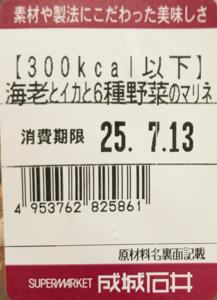 素材や製法にこだわった美味しさ
【300kcal以下】
海老とイカと6種野菜のマリネ
消費期限 25. 7.13
4 953762 825861
原材料名裏面記載
SUPERMARKET 成城石井